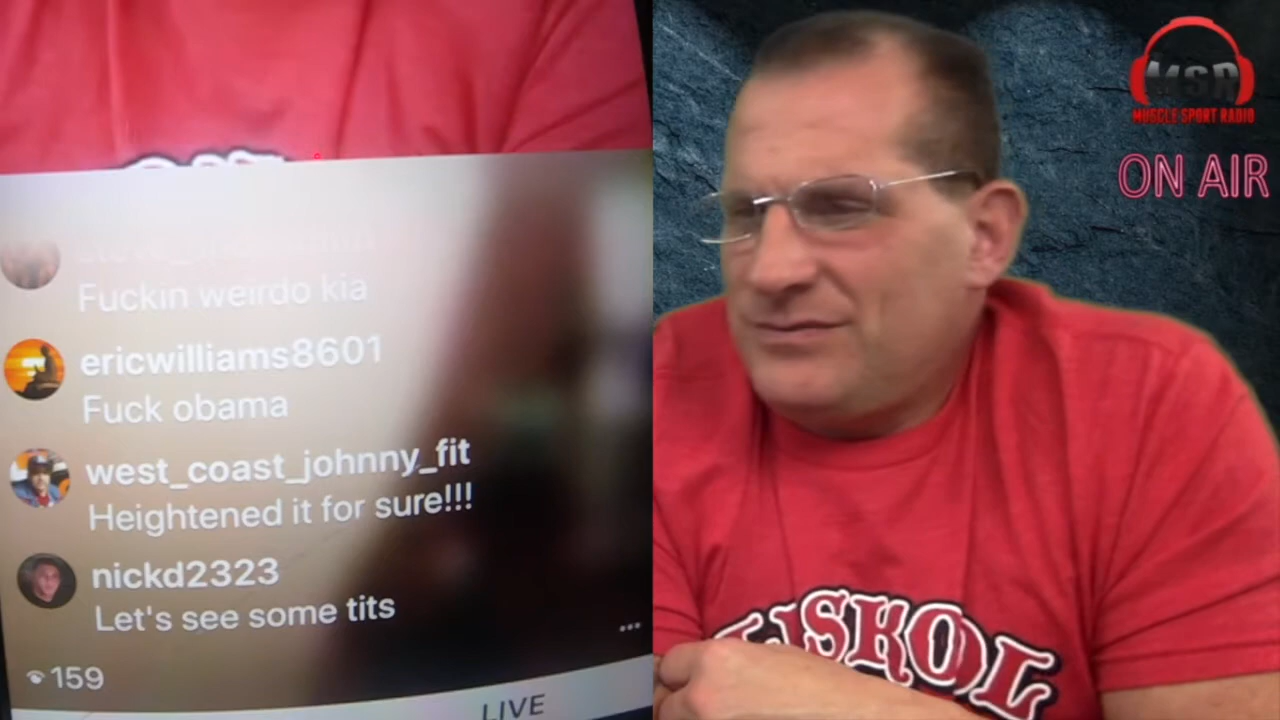 Fuckin weirdo kia
ericwilliams8601
Fuck obama
west_coast_johnny_fit
Heightened it for sure!!!
nickd2323
Let's see some tits
159
LIVE
MSR
MUSCLE SPORT RADIO
ON AIR